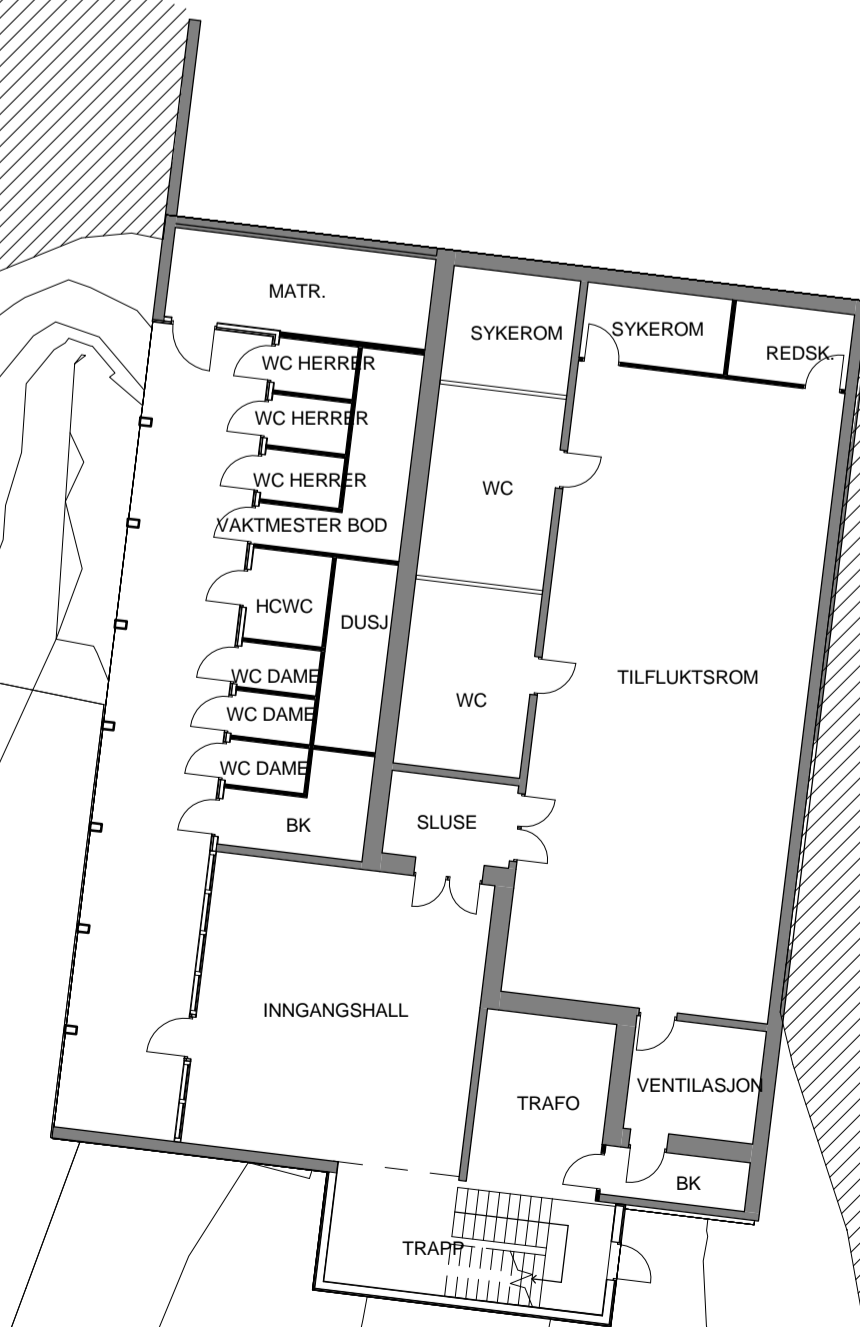 MATR.
SYKEROM
SYKEROM
REDSK.
WC HERRER
WC HERRER
WC HERRER
WC
VAKTMESTER BOD
HCWC
DUSJ
WC DAME
WC DAME
WC DAME
WC
TILFLUKTSROM
BK
SLUSE
INNGANGSHALL
TRAFO
VENTILASJON
BK
TRAPP